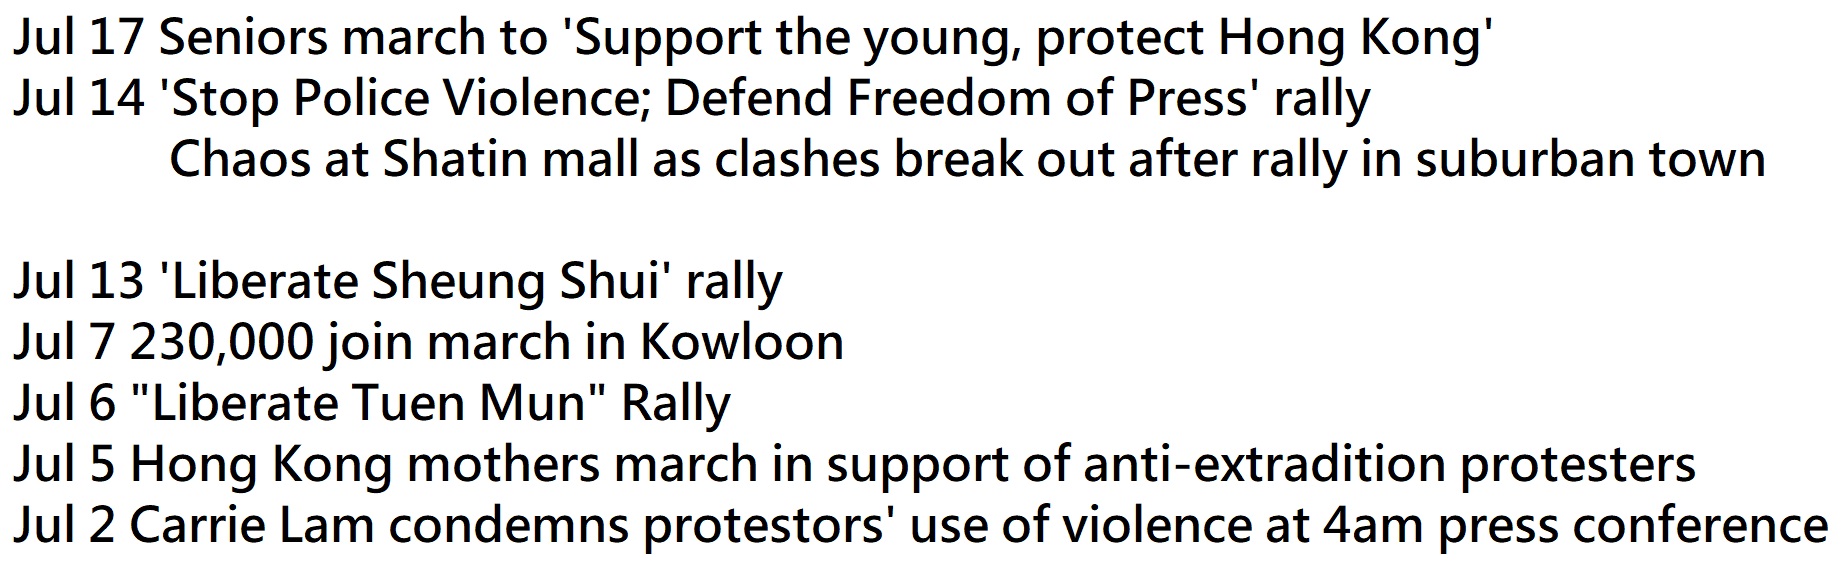 Jul 17 Seniors march to 'Support the young, protect Hong Kong'
Jul 14 'Stop Police Violence; Defend Freedom of Press' rally
Chaos at Shatin mall as clashes break out after rally in suburban town
Jul 13 'Liberate Sheung Shui' rally
Jul 7 230,000 join march in Kowloon
Jul 6 "Liberate Tuen Mun" Rally
Jul 5 Hong Kong mothers march in support of anti-extradition protesters
Jul 2 Carrie Lam condemns protestors' use of violence at 4am press conference